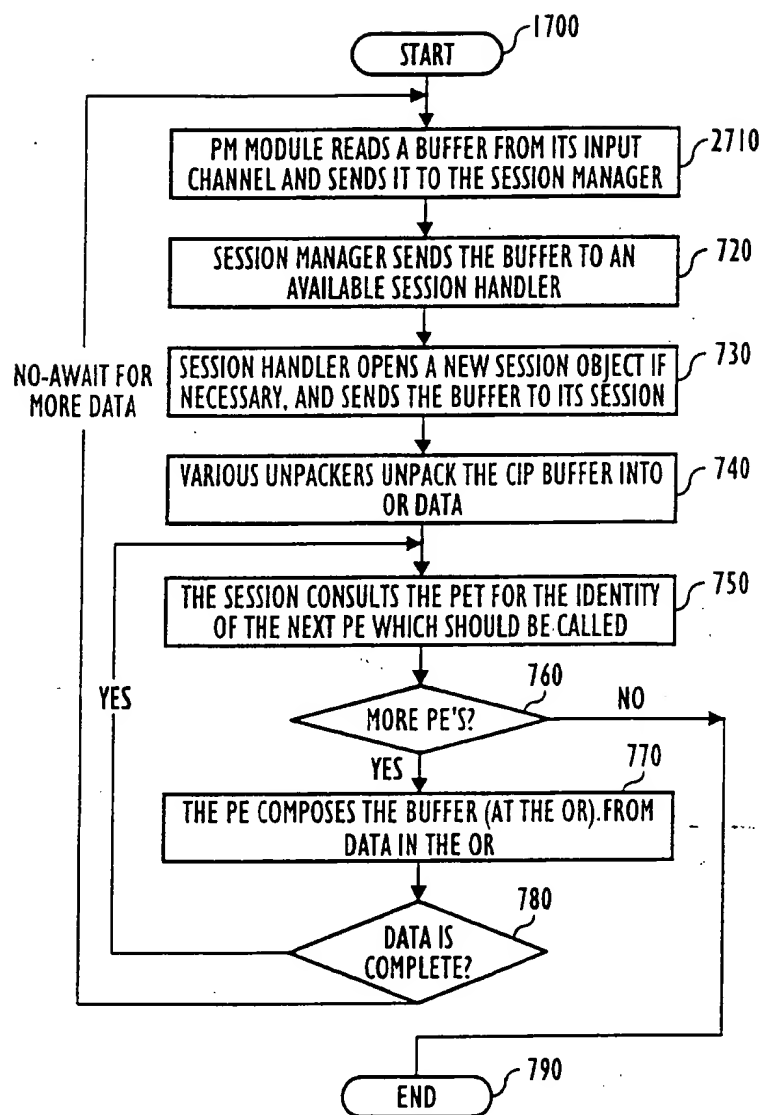 1700
START
2710
PM MODULE READS A BUFFER FROM ITS INPUT
CHANNEL AND SENDS IT TO THE SESSION MANAGER
720
SESSION MANAGER SENDS THE BUFFER TO AN
AVAILABLE SESSION HANDLER
730
SESSION HANDLER OPENS A NEW SESSION OBJECT IF
NECESSARY, AND SENDS THE BUFFER TO ITS SESSION
NO-AWAIT FOR
MORE DATA
740
VARIOUS UNPACKERS UNPACK THE CIP BUFFER INTO
OR DATA
750
THE SESSION CONSULTS THE PET FOR THE IDENTITY
OF THE NEXT PE WHICH SHOULD BE CALLED
760
YES
MORE PE'S?
NO
YES
770
THE PE COMPOSES THE BUFFER (AT THE OR).FROM
DATA IN THE OR
780
DATA IS
COMPLETE?
790
END